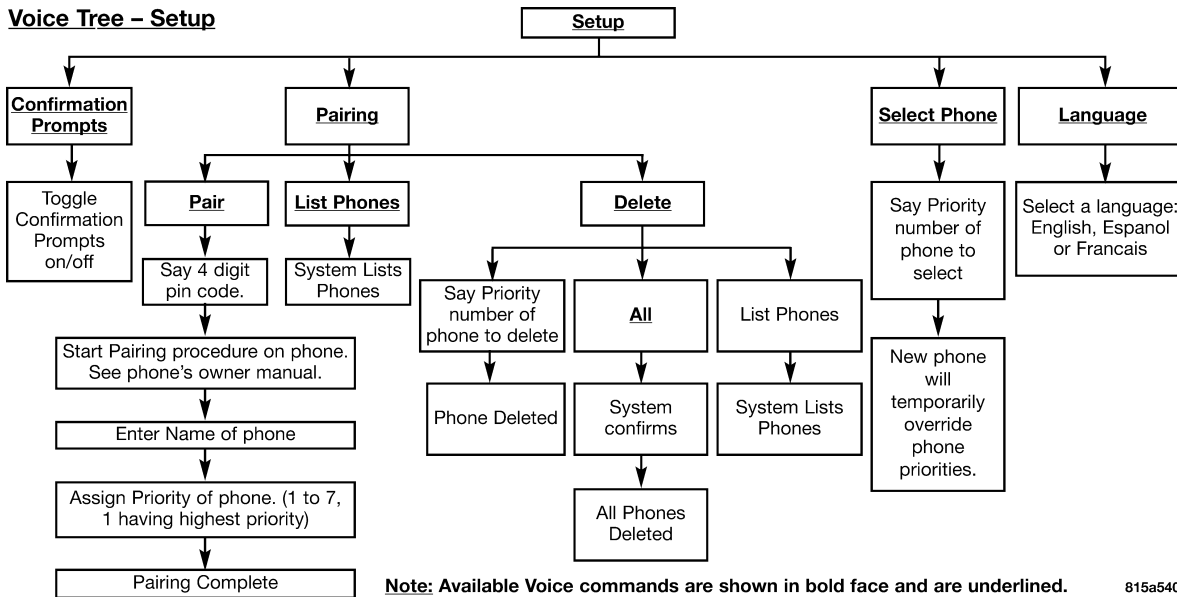 Voice Tree – Setup
Setup
Confirmation
Prompts
Pairing
Select Phone
Language
Toggle
Confirmation
Prompts
on/off
Pair
List Phones
Delete
Say Priority
number of
phone to
select
Select a language:
English, Espanol
or Francais
Say 4 digit
pin code.
System Lists
Phones
Say Priority
number of
phone to delete
All
List Phones
Start Pairing procedure on phone.
See phone's owner manual.
New phone
will
temporarily
override
phone
priorities.
Phone Deleted
System
confirms
System Lists
Phones
Enter Name of phone
Assign Priority of phone. (1 to 7,
1 having highest priority)
All Phones
Deleted
Pairing Complete
Note: Available Voice commands are shown in bold face and are underlined.
815a540